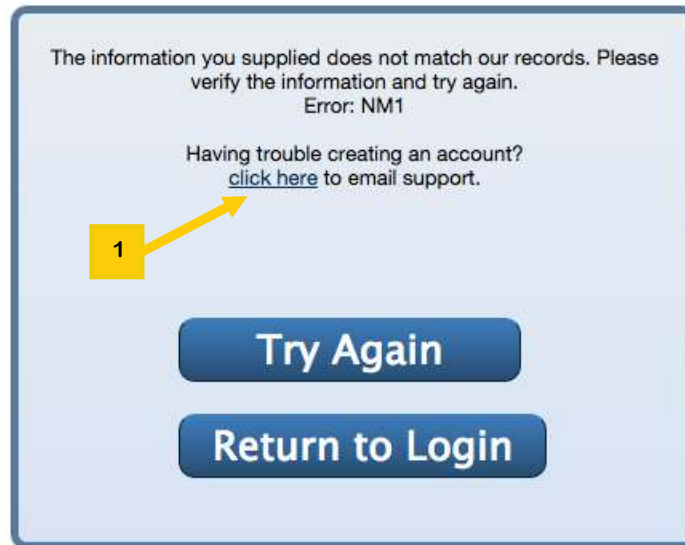 The information you supplied does not match our records. Please
verify the information and try again.
Error: NM1
Having trouble creating an account?
click here to email support.
1
Try Again
Return to Login